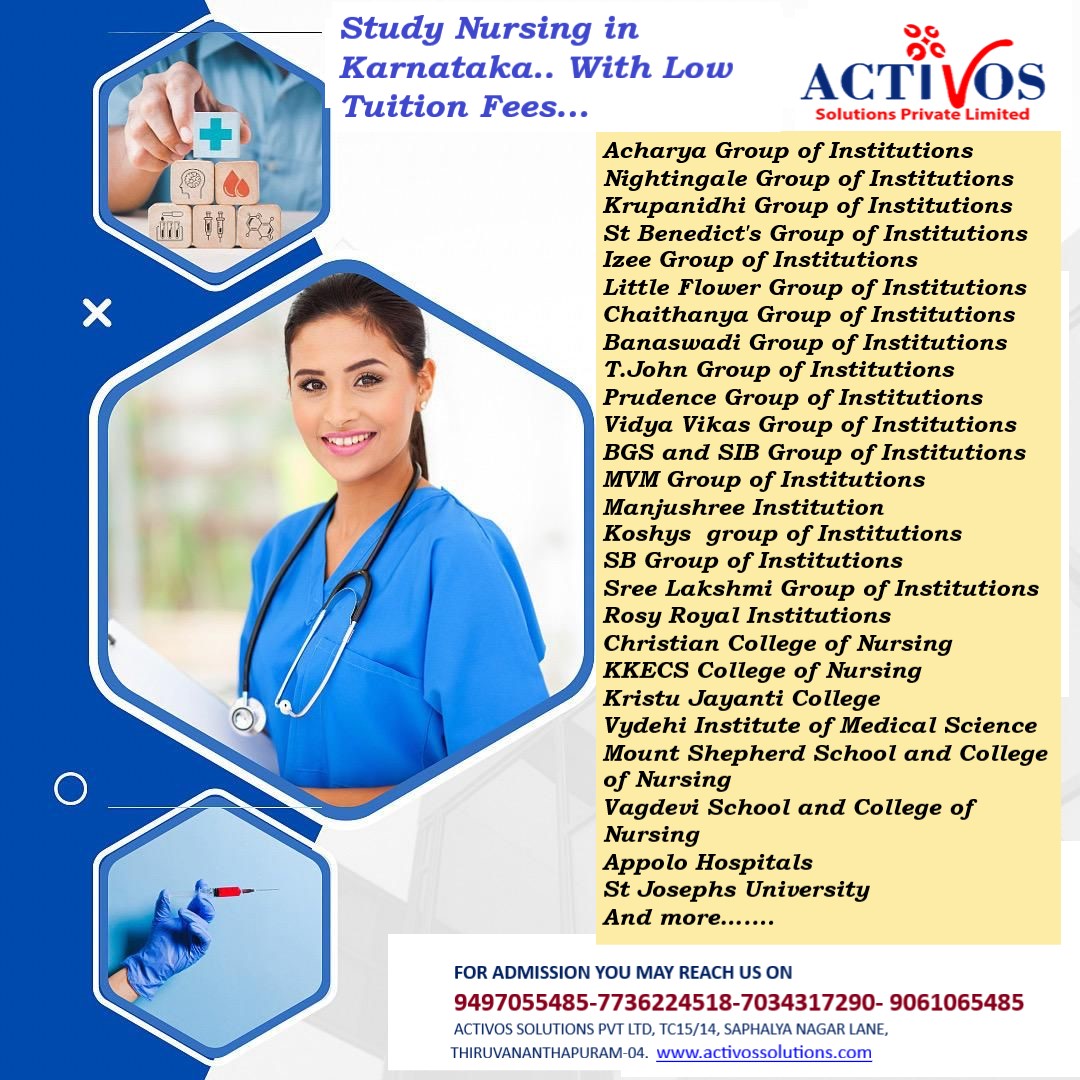 Study Nursing in
Karnataka.. With Low
Tuition Fees...
ACTIVOS
Solutions Private Limited
Acharya Group of Institutions
Nightingale Group of Institutions
Krupanidhi Group of Institutions
St Benedict's Group of Institutions
Izee Group of Institutions
Little Flower Group of Institutions
Chaithanya Group of Institutions
Banaswadi Group of Institutions
T.John Group of Institutions
Prudence Group of Institutions
Vidya Vikas Group of Institutions
BGS and SIB Group of Institutions
MVM Group of Institutions
Manjushree Institution
Koshys  group of Institutions
SB Group of Institutions
Sree Lakshmi Group of Institutions
Rosy Royal Institutions
Christian College of Nursing
KKECS College of Nursing
Kristu Jayanti College
Vydehi Institute of Medical Science
Mount Shepherd School and College
of Nursing
Vagdevi School and College of
Nursing
Appolo Hospitals
St Josephs University
And more.......
FOR ADMISSION YOU MAY REACH US ON
9497055485-7736224518-7034317290- 9061065485
ACTIVOS SOLUTIONS PVT LTD, TC15/14, SAPHALYA NAGAR LANE,
THIRUVANANTHAPURAM-04.  www.activossolutions.com